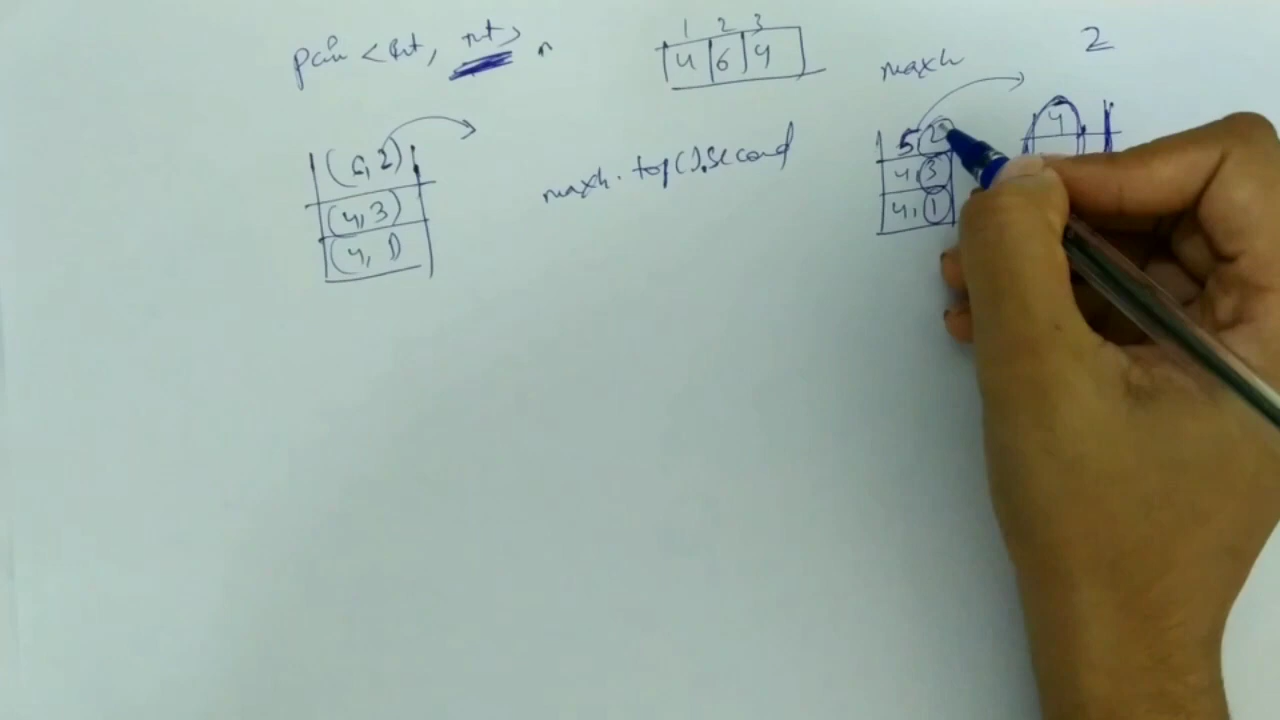 pair <int, int>
1 2 3
4 6 4
maxh
2
(6, 2)
(4, 3)
(4, 1)
maxh.top().second
5 2
4, 3
4, 1
4